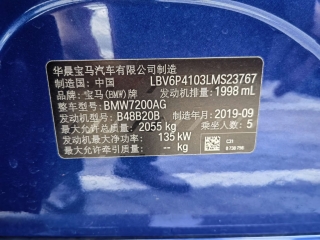 华晨宝马汽车有限公司制造
制造国: 中国 LBV6P4103LMS23767
品牌: 宝马(BMW)牌 发动机排量: 1998 mL
整车型号: BMW7200AG
发动机型号: B48B20B 制造年月: 2019-09
最大允许总质量: 2055 kg 乘坐人数: 5
发动机最大净功率: 135 kW
最大允许牵引质量: -- kg